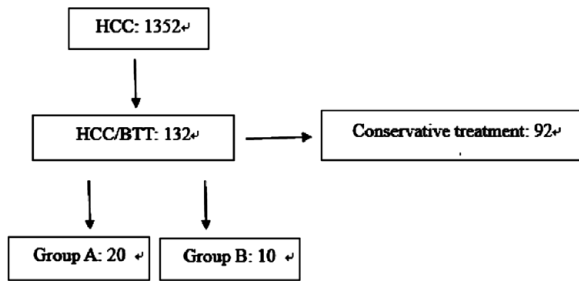 HCC: 1352
HCC/BTT: 132
Conservative treatment: 92
Group A: 20
Group B: 10